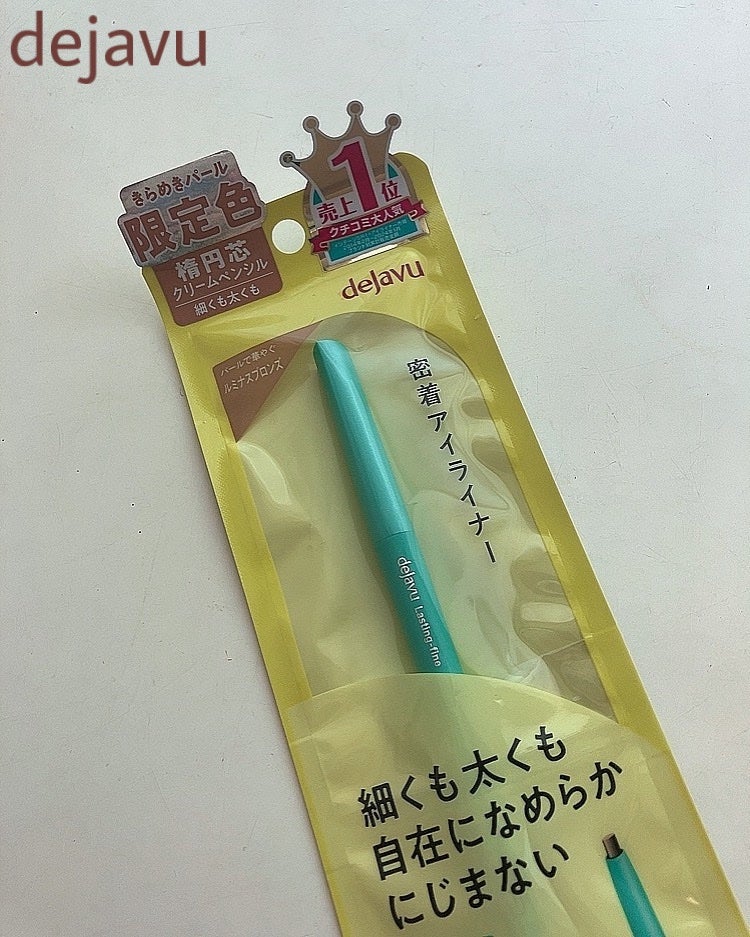 dejavu
きらめきパール
限定色
楕円芯
クリームペンシル
細くも太くも
売上1位
クチコミ大人気
dejavu
パールで華やぐ
ルミナスブロンズ
密着アイライナー
dejavu Lasting-fine
細くも太くも
自在になめらか
にじまない